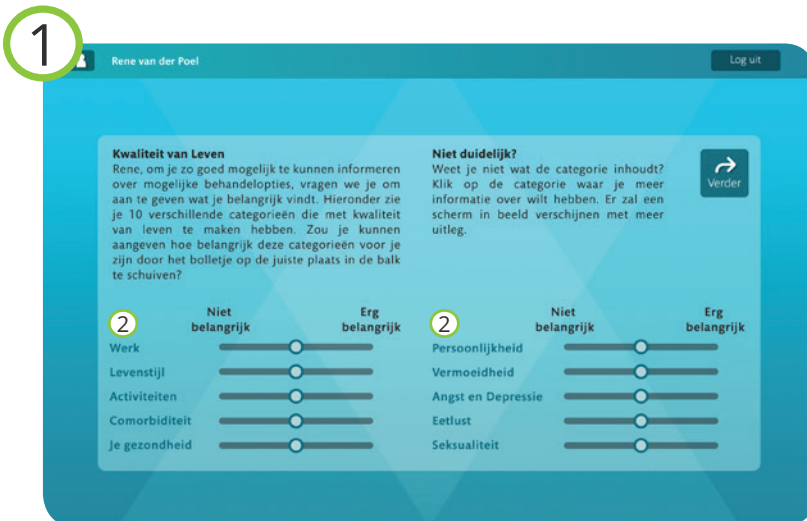 1
Rene van der Poel
Log uit
Kwaliteit van Leven
Rene, om je zo goed mogelijk te kunnen informeren
over mogelijke behandelopties, vragen we je om
aan te geven wat je belangrijk vindt. Hieronder zie
je 10 verschillende categorieën die met kwaliteit
van leven te maken hebben. Zou je kunnen
aangeven hoe belangrijk deze categorieën voor je
zijn door het bolletje op de juiste plaats in de balk
te schuiven?
Niet duidelijk?
Weet je niet wat de categorie inhoudt?
Klik op de categorie waar je meer
informatie over wilt hebben. Er zal een
scherm in beeld verschijnen met meer
uitleg.
Verder
2
Niet
belangrijk
Erg
belangrijk
Werk
Levenstijl
Activiteiten
Comorbiditeit
Je gezondheid
2
Niet
belangrijk
Erg
belangrijk
Persoonlijkheid
Vermoeidheid
Angst en Depressie
Eetlust
Seksualiteit